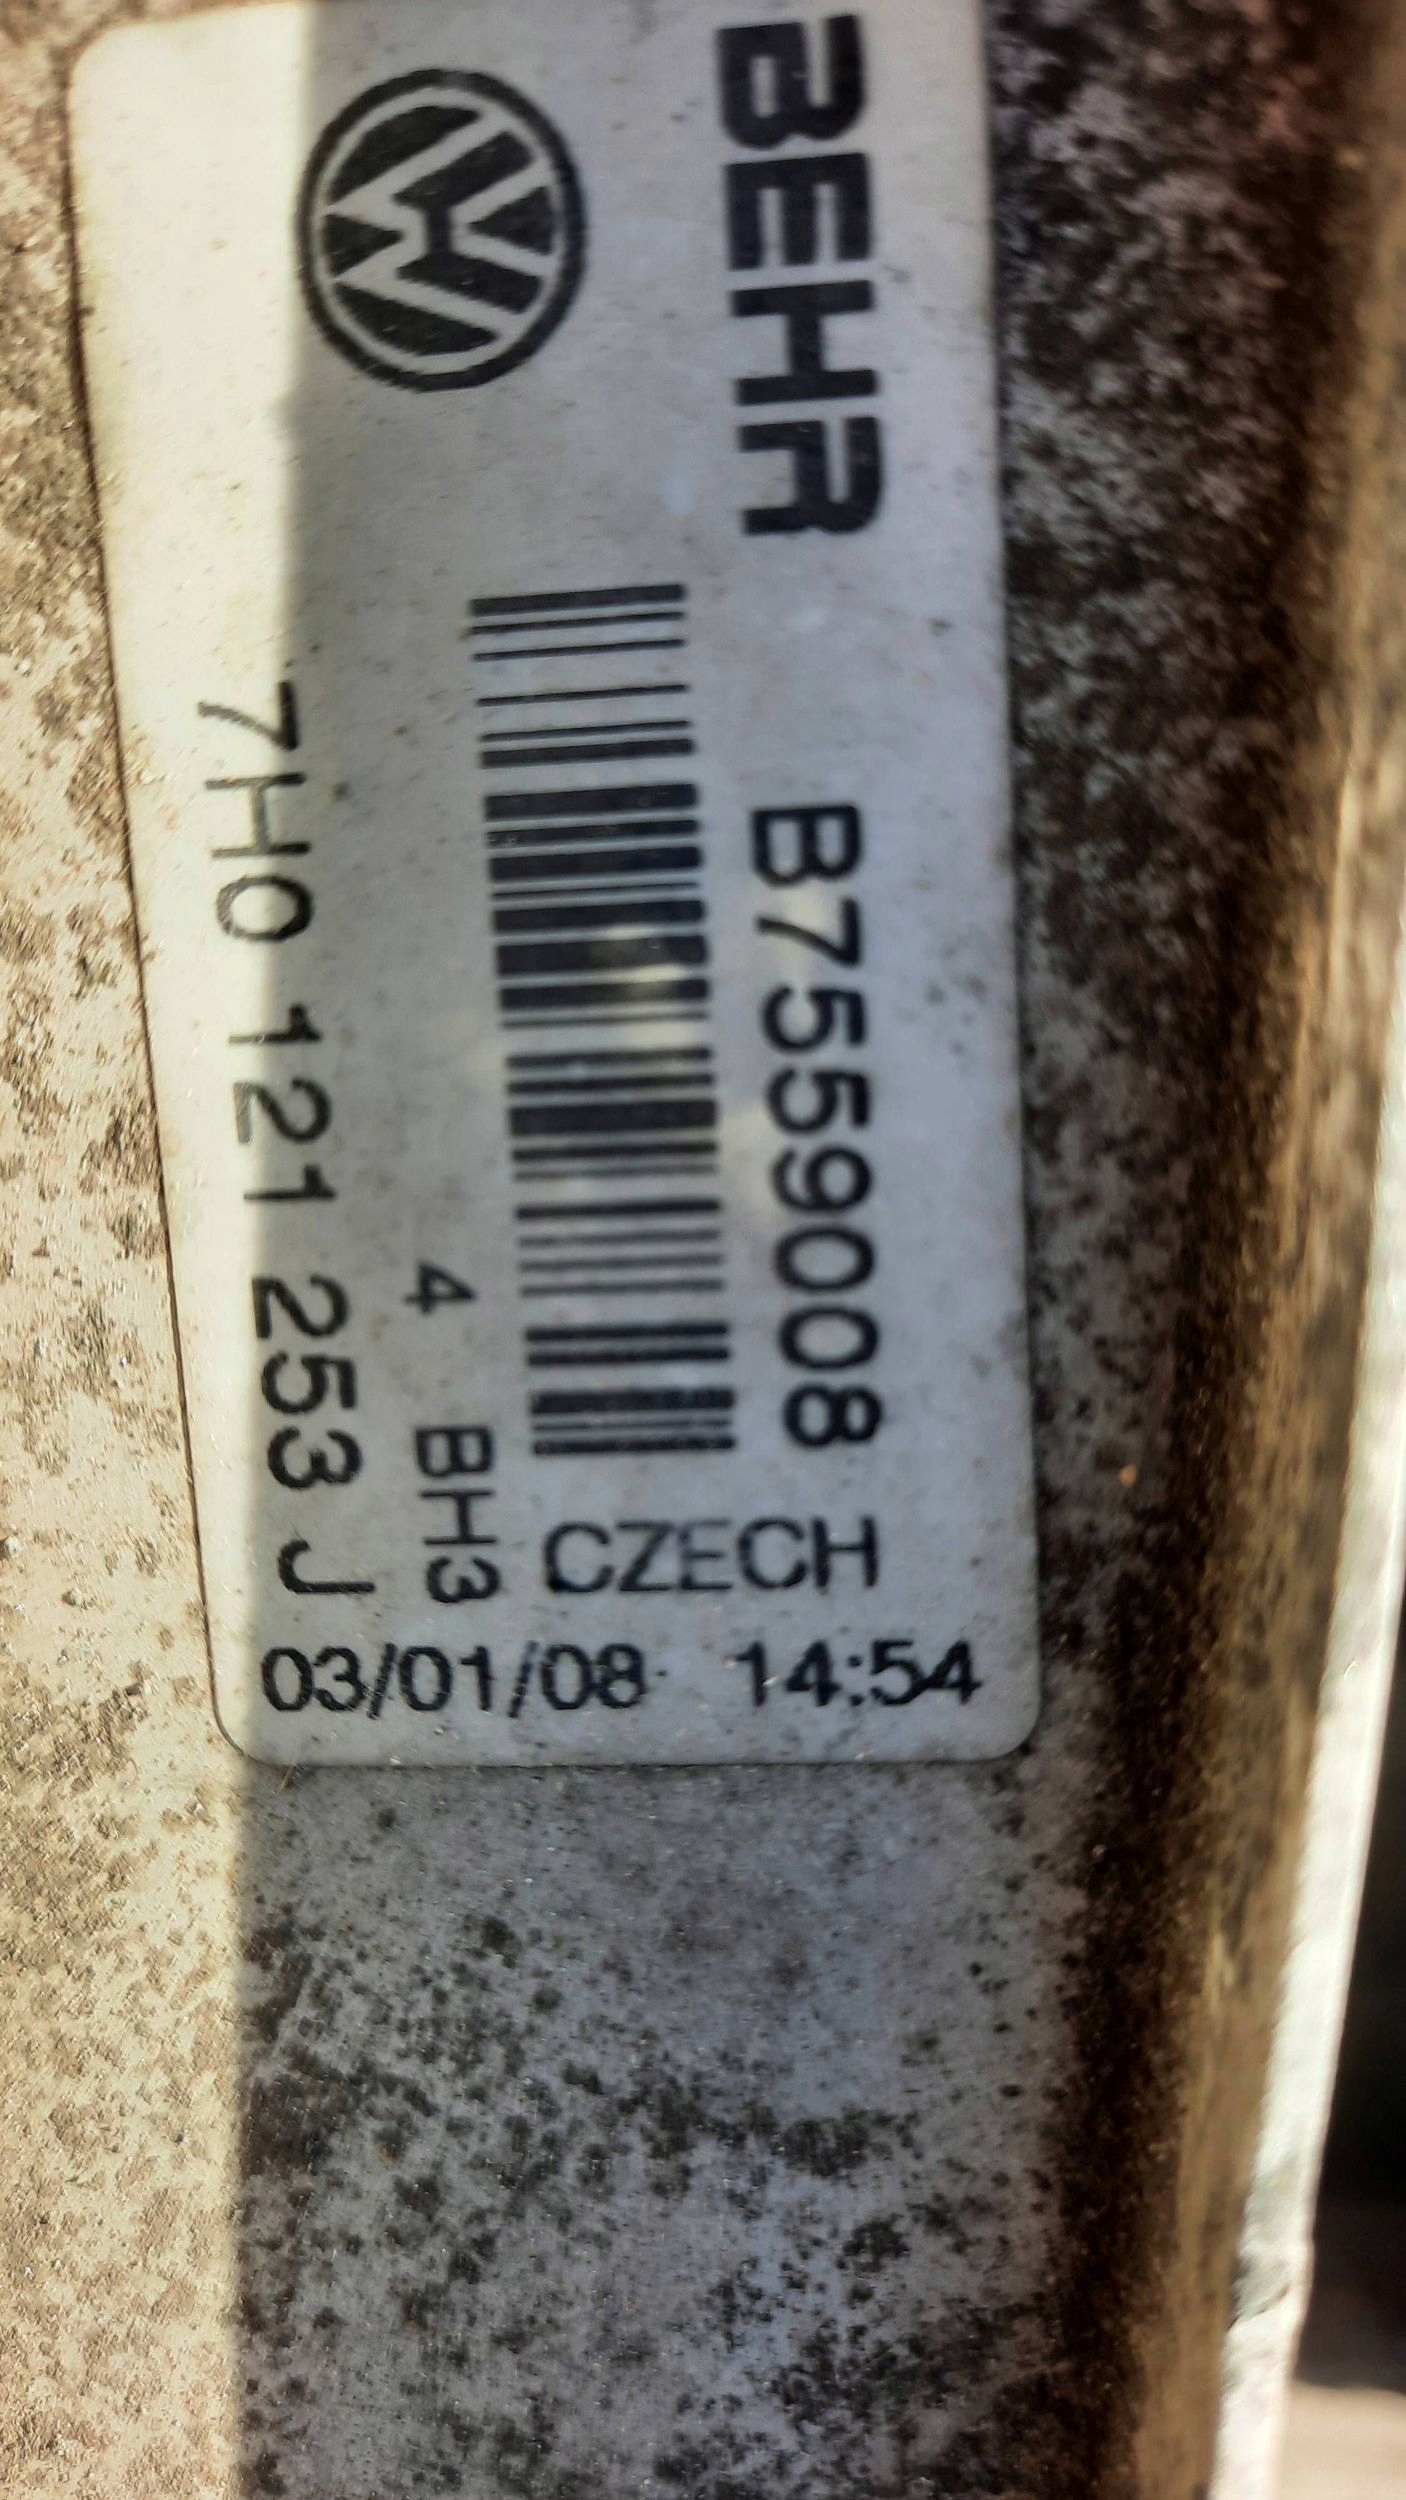 BEHR
B7559008
CZECH
4 BH3
7H0 121 253 J
03/01/08 14:54